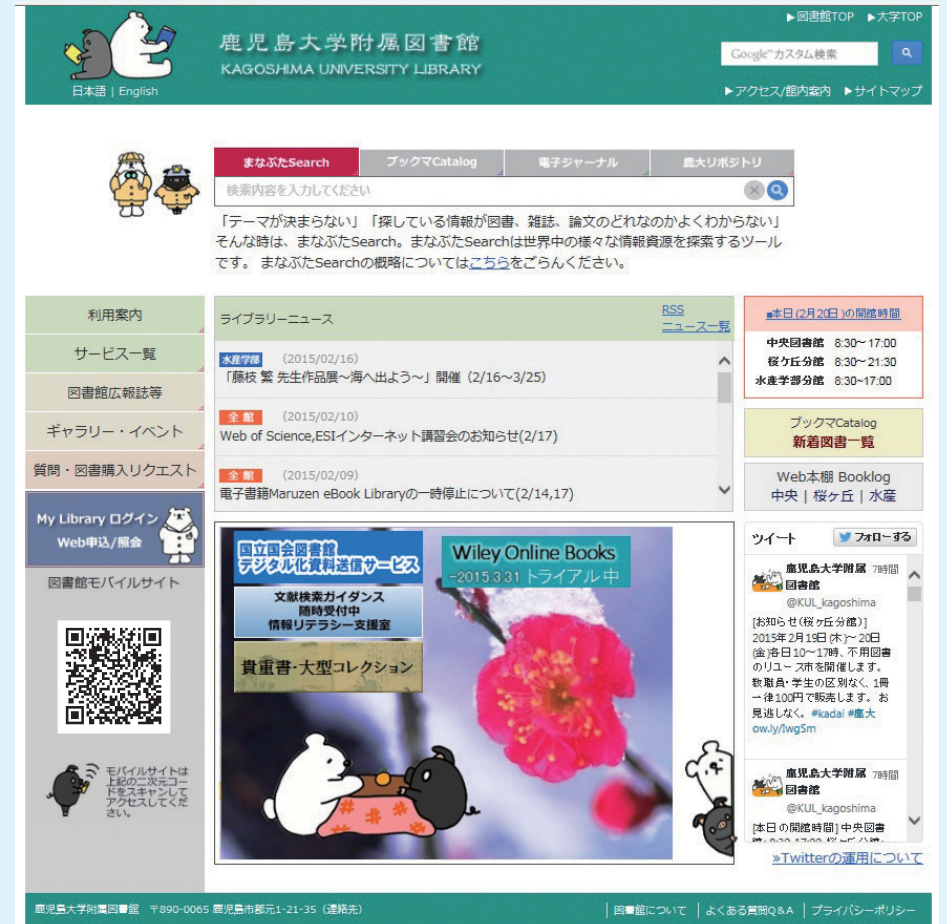 ▶図書館TOP ▶大学TOP
鹿児島大学附属図書館
KAGOSHIMA UNIVERSITY LIBRARY
Google™カスタム検索
日本語 | English
▶アクセス/館内案内 ▶サイトマップ
まなぶたSearch ブックマCatalog 電子ジャーナル 鹿大リポジトリ
検索内容を入力してください
「テーマが決まらない」「探している情報が図書、雑誌、論文のどれなのかよくわからない」
そんな時は、まなぶたSearch。まなぶたSearchは世界中の様々な情報資源を探索するツール
です。 まなぶたSearchの概略についてはこちらをごらんください。
利用案内
サービス一覧
図書館広報誌等
ギャラリー・イベント
質問・図書購入リクエスト
My Library ログイン
Web申込/照会
図書館モバイルサイト
モバイルサイトは
上記の二次元コー
ドをスキャンして
アクセスしてくだ
さい。
ライブラリーニュース
RSS
ニュース一覧
水産学部 (2015/02/16)
「藤枝 繁 先生作品展~海へ出よう~」開催(2/16~3/25)
全館 (2015/02/10)
Web of Science,ESIインターネット講習会のお知らせ(2/17)
全館 (2015/02/09)
電子書籍Maruzen eBook Libraryの一時停止について(2/14,17)
国立国会図書館
デジタル化資料送信サービス
文献検索ガイダンス
随時受付中
情報リテラシー支援室
貴重書・大型コレクション
Wiley Online Books
-2015.3.31 トライアル中
■本日(2月20日)の開館時間
中央図書館 8:30~17:00
桜ケ丘分館 8:30~21:30
水産学部分館 8:30~17:00
ブックマCatalog
新着図書一覧
Web本棚 Booklog
中央 | 桜ヶ丘 | 水産
ツイート フォローする
鹿児島大学附属 7時間
図書館
@KUL_kagoshima
[お知らせ(桜ヶ丘分館)]
2015年2月19日(木)~20日
(金)各日10~17時、不用図書
のリユース市を開催します。
教職員・学生の区別なく、1冊
一律100円で販売します。お
見逃しなく。 #kadai #鹿大
ow.ly/IwgSm
鹿児島大学附属 7時間
図書館
@KUL_kagoshima
[本日の開館時間] 中央図書
»Twitterの運用について
鹿児島大学附属図書館 〒890-0065 鹿児島市郡元1-21-35 (連絡先)
図書館について | よくある質問Q&A | プライバシーポリシー